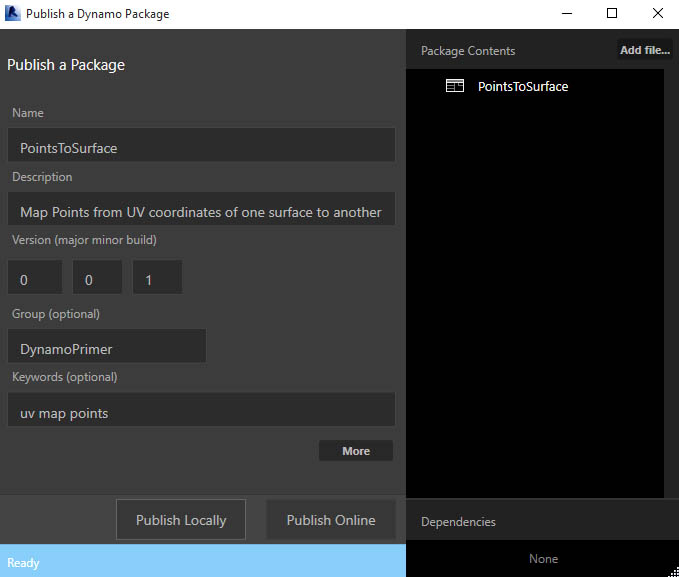 Publish a Dynamo Package
Publish a Package
Name
PointsToSurface
Description
Map Points from UV coordinates of one surface to another
Version (major minor build)
0 0 1
Group (optional)
DynamoPrimer
Keywords (optional)
uv map points
More
Publish Locally Publish Online
Ready
Package Contents Add file...
PointsToSurface
Dependencies
None